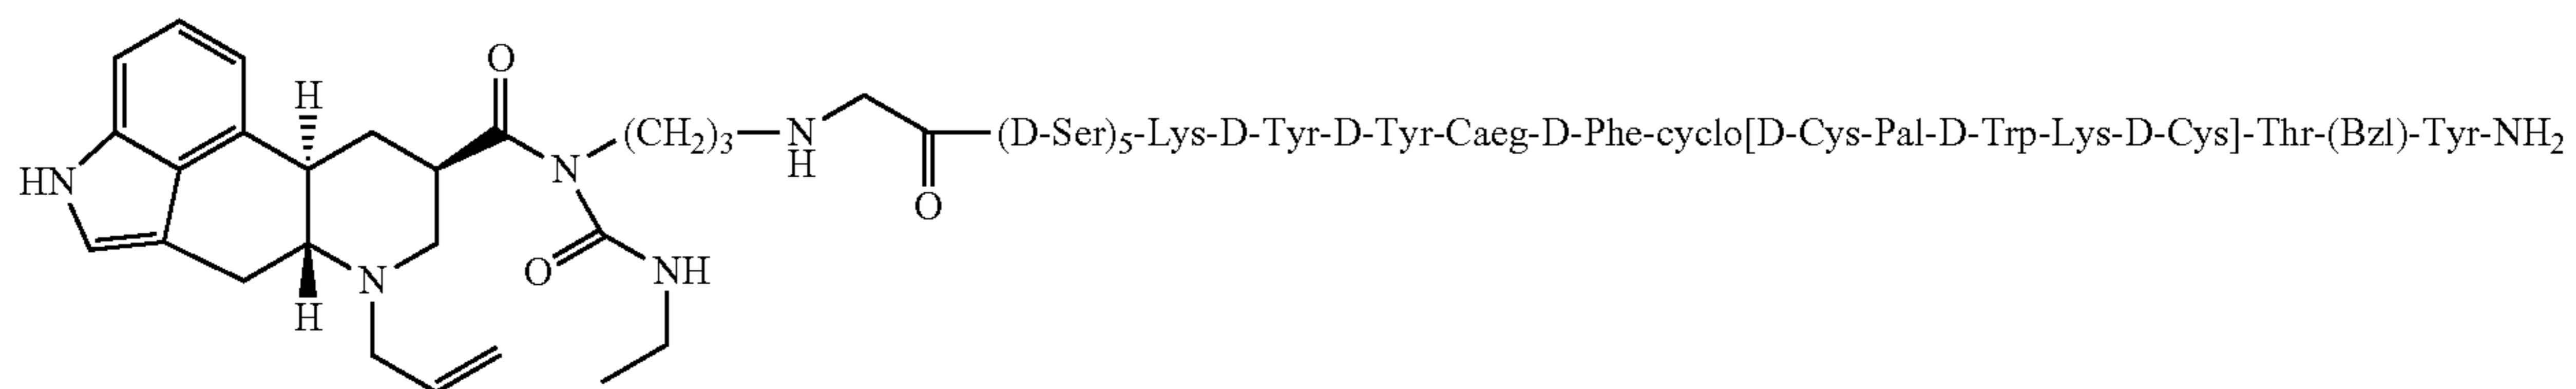 O
H
(CH₂)₃
N
H
(D-Ser)₅-Lys-D-Tyr-D-Tyr-Caeg-D-Phe-cyclo[D-Cys-Pal-D-Trp-Lys-D-Cys]-Thr-(Bzl)-Tyr-NH₂
N
HN
O
O
NH
N
H